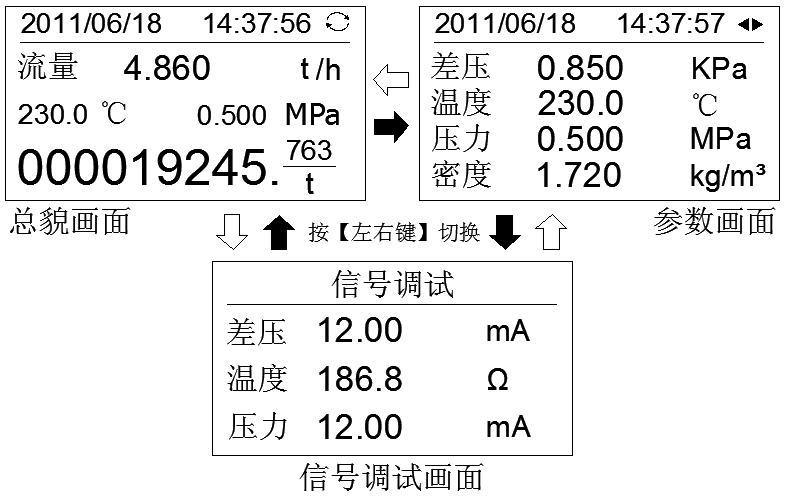 2011/06/18 14:37:56
流量 4.860 t/h
230.0 ℃ 0.500 MPa
000019245.763
t
总貌画面
2011/06/18 14:37:57
差压 0.850 KPa
温度 230.0 ℃
压力 0.500 MPa
密度 1.720 kg/m³
参数画面
按【左右键】切换
信号调试
差压 12.00 mA
温度 186.8 Ω
压力 12.00 mA
信号调试画面